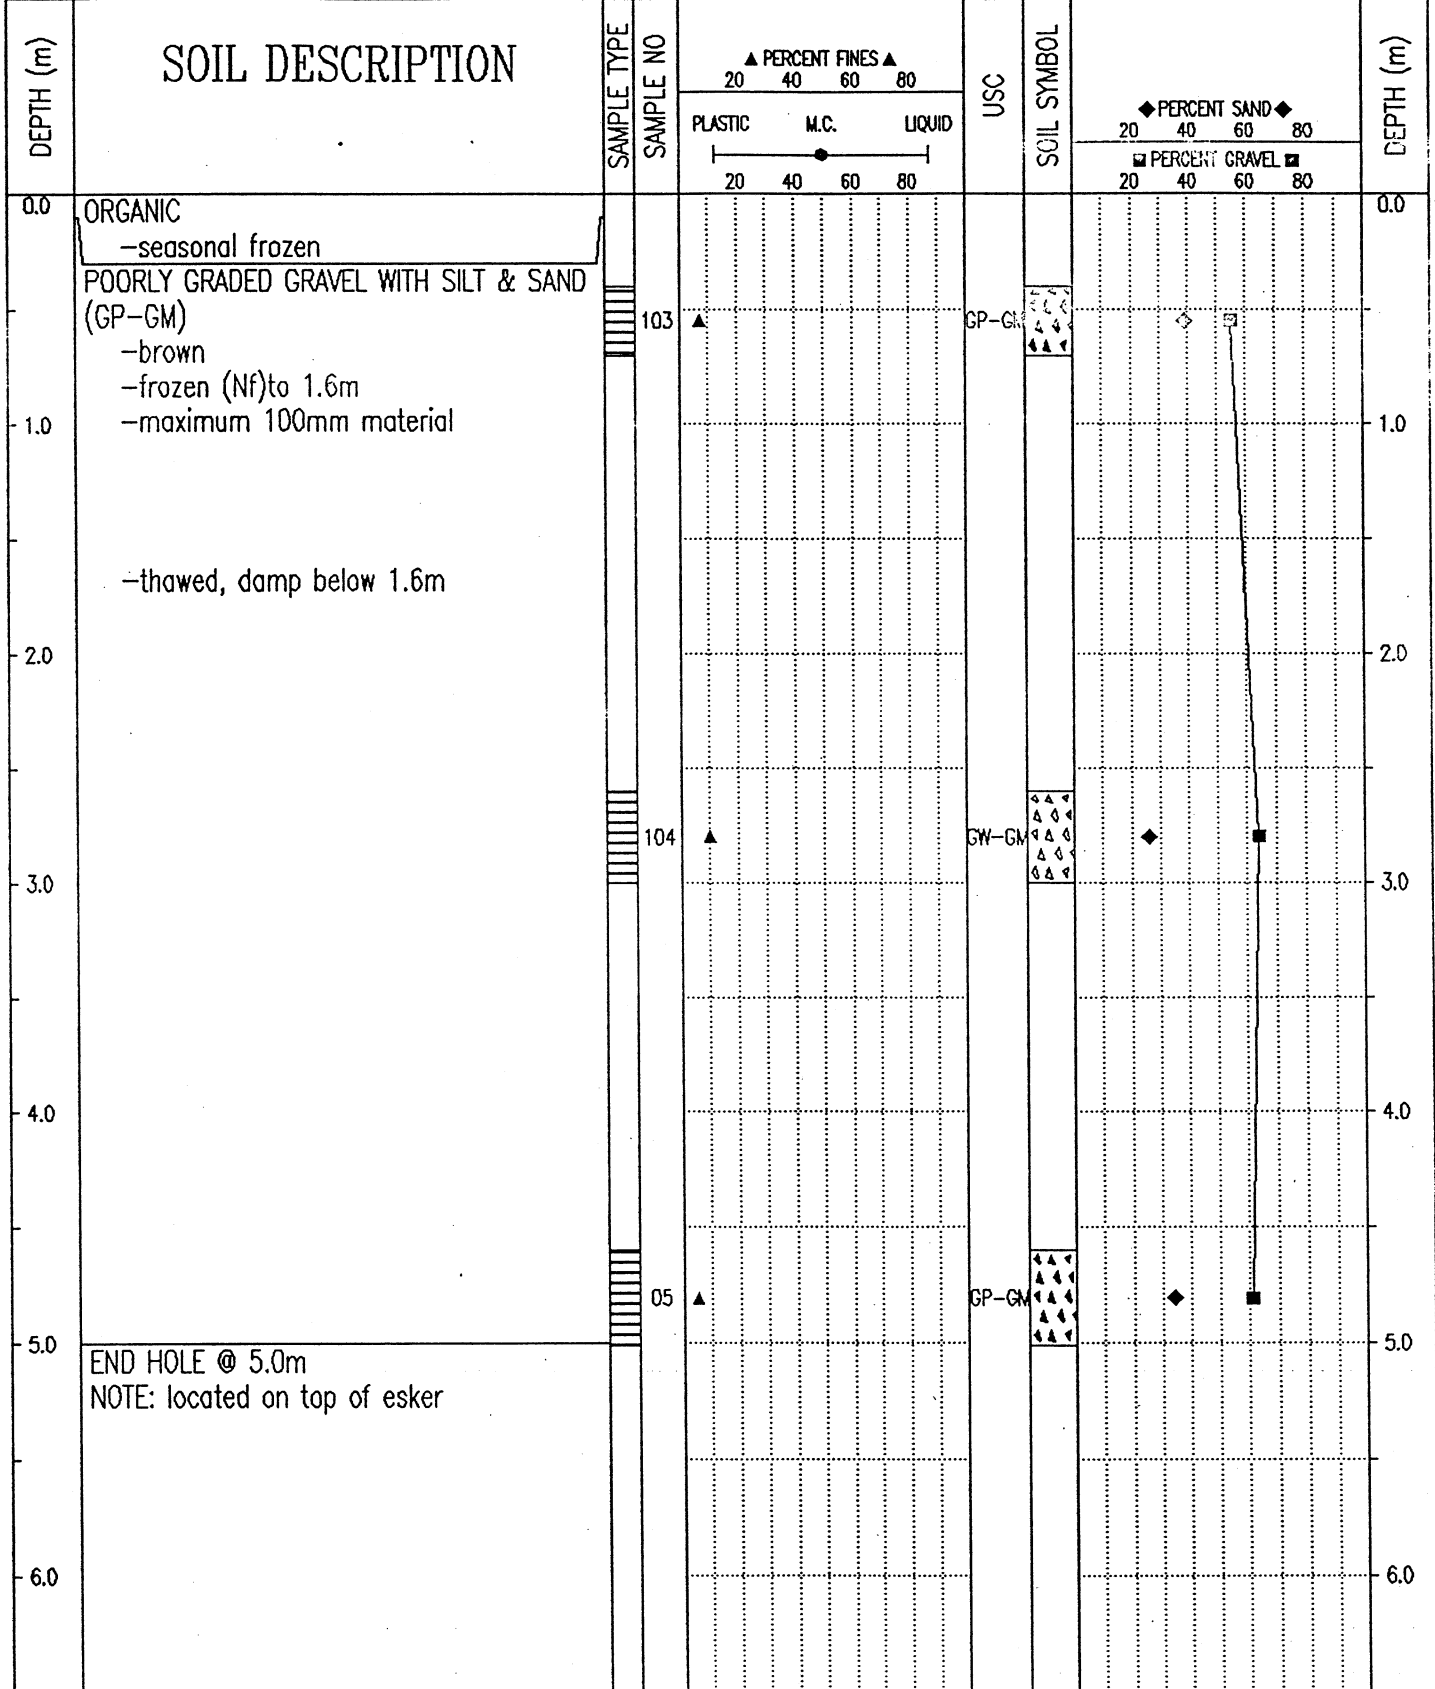 DEPTH (m)
SOIL DESCRIPTION
SAMPLE TYPE
SAMPLE NO
▲ PERCENT FINES ▲
20 40 60 80
PLASTIC M.C. LIQUID
20 40 60 80
USC
SOIL SYMBOL
◆ PERCENT SAND ◆
20 40 60 80
■ PERCENT GRAVEL ■
20 40 60 80
DEPTH (m)
0.0
ORGANIC
0.0
-seasonal frozen
POORLY GRADED GRAVEL WITH SILT & SAND
(GP-GM)
103
GP-GM
-brown
-frozen (Nf)to 1.6m
1.0
-maximum 100mm material
1.0
-thawed, damp below 1.6m
2.0
2.0
104
GW-GM
3.0
3.0
4.0
4.0
05
GP-GM
5.0
5.0
END HOLE @ 5.0m
NOTE: located on top of esker
6.0
6.0